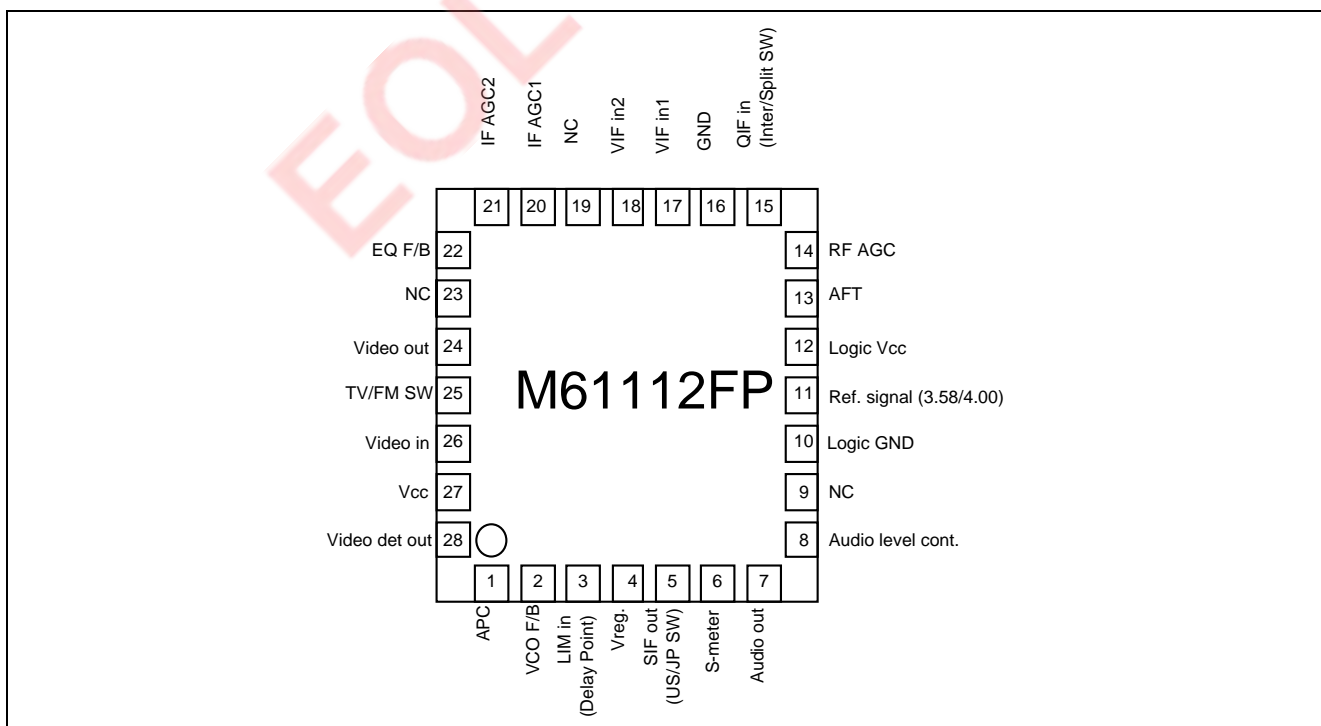 EOL
IF AGC2
IF AGC1
NC
VIF in2
VIF in1
GND
QIF in
(Inter/Split SW)
21
20
19
18
17
16
15
EQ F/B 22
NC 23
Video out 24
TV/FM SW 25
Video in 26
Vcc 27
Video det out 28
M61112FP
14 RF AGC
13 AFT
12 Logic Vcc
11 Ref. signal (3.58/4.00)
10 Logic GND
9 NC
8 Audio level cont.
1
2
3
4
5
6
7
APC
VCO F/B
LIM in
(Delay Point)
Vreg.
SIF out
(US/JP SW)
S-meter
Audio out